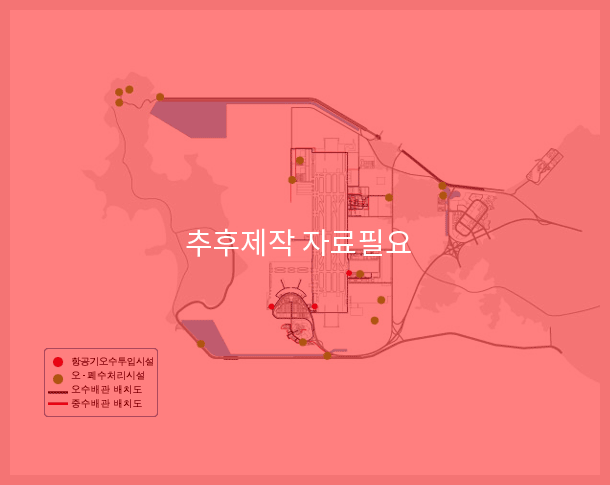 추후제작 자료필요
항공기오수투입시설
오·폐수처리시설
오수배관 배치도
중수배관 배치도